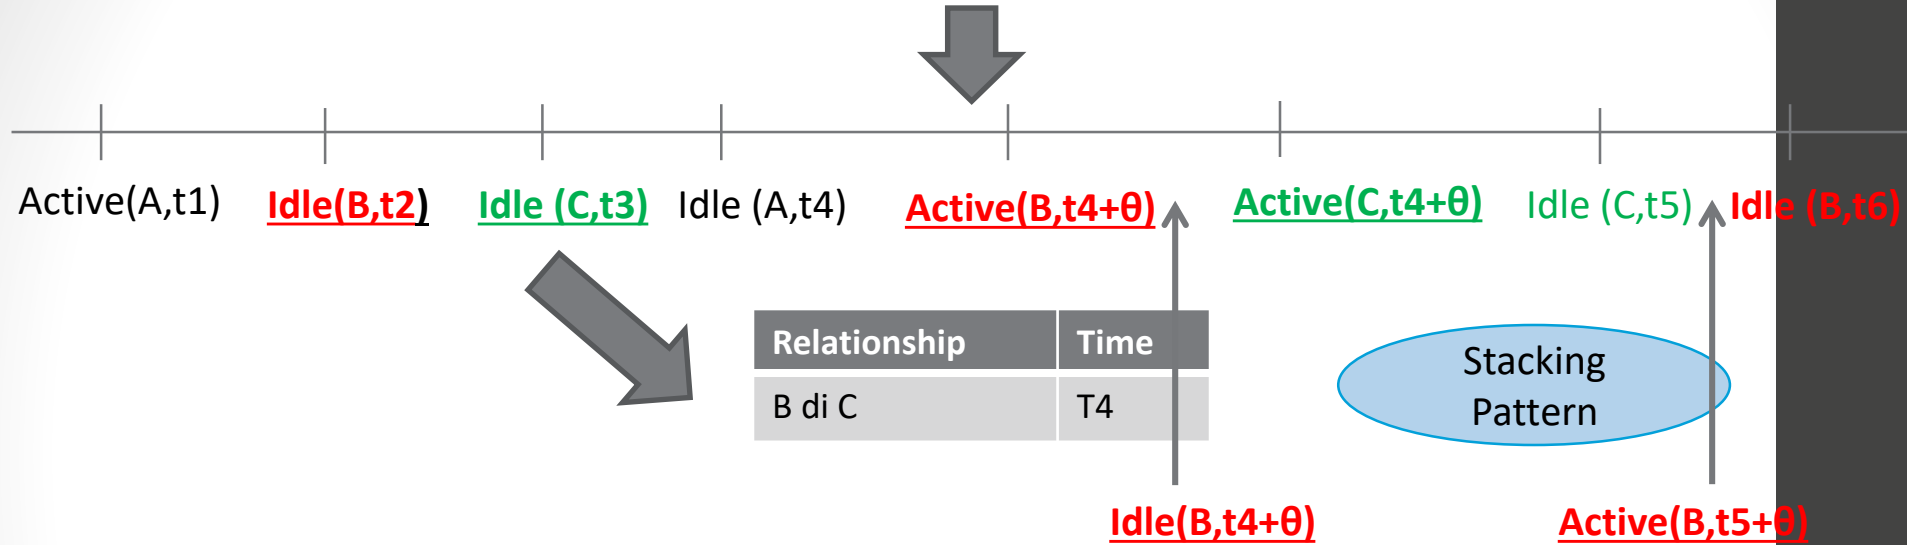 Active(A,t1) Idle(B,t2) Idle (C,t3) Idle (A,t4) Active(B,t4+θ) Active(C,t4+θ) Idle (C,t5) Idle (B,t6)
Relationship Time
B di C T4
Stacking
Pattern
Idle(B,t4+θ) Active(B,t5+θ)